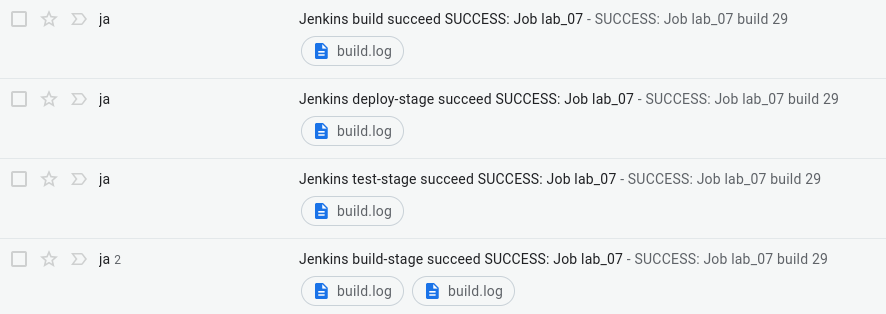 ja Jenkins build succeed SUCCESS: Job lab_07 - SUCCESS: Job lab_07 build 29
build.log
ja Jenkins deploy-stage succeed SUCCESS: Job lab_07 - SUCCESS: Job lab_07 build 29
build.log
ja Jenkins test-stage succeed SUCCESS: Job lab_07 - SUCCESS: Job lab_07 build 29
build.log
ja 2 Jenkins build-stage succeed SUCCESS: Job lab_07 - SUCCESS: Job lab_07 build 29
build.log build.log